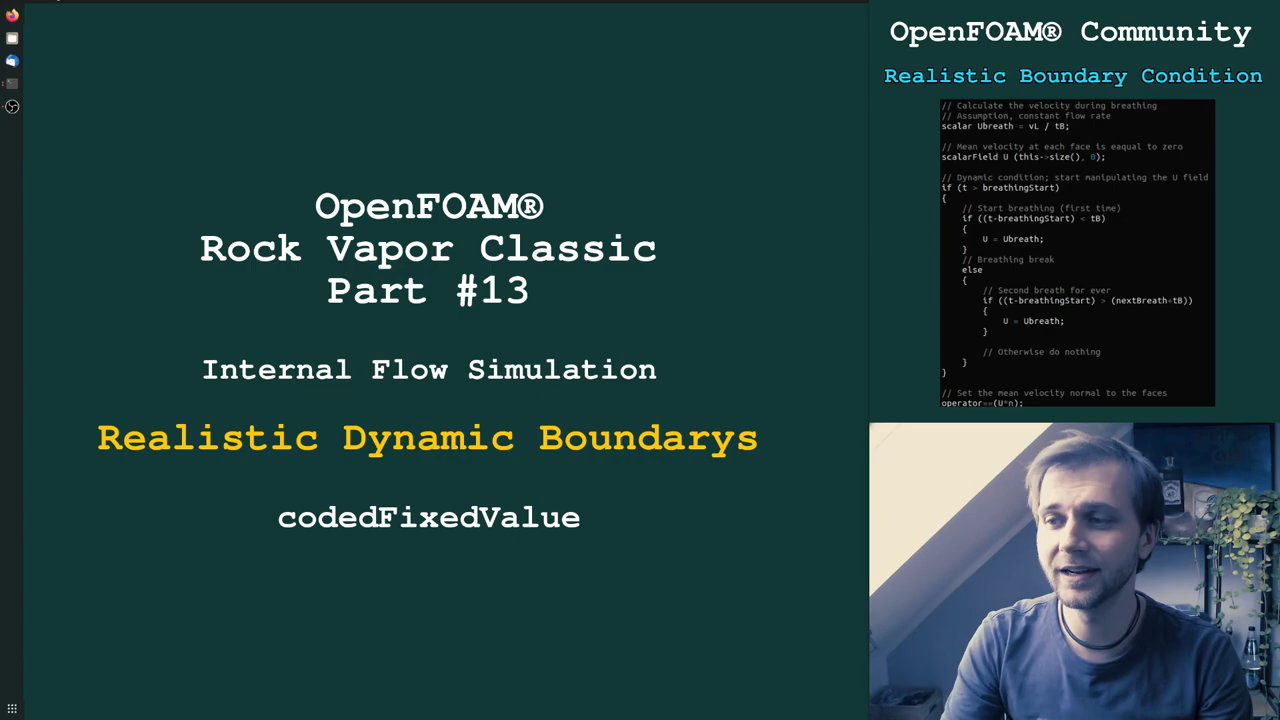 OpenFOAM®
Rock Vapor Classic
Part #13
Internal Flow Simulation
Realistic Dynamic Boundarys
codedFixedValue
OpenFOAM® Community
Realistic Boundary Condition
// Calculate the velocity during breathing
// Assumption, constant flow rate
scalar Ubreath = vL / tB;
// Mean velocity at each face is eaqual to zero
scalarField U (this->size(), 0);
// Dynamic condition; start manipulating the U field
if (t > breathingStart)
{
// Start breathing (first time)
if ((t-breathingStart) < tB)
{
U = Ubreath;
}
// Breathing break
else
{
// Second breath for ever
if ((t-breathingStart) > (nextBreath+tB))
{
U = Ubreath;
}
// Otherwise do nothing
}
}
// Set the mean velocity normal to the faces
operator==(U*n);